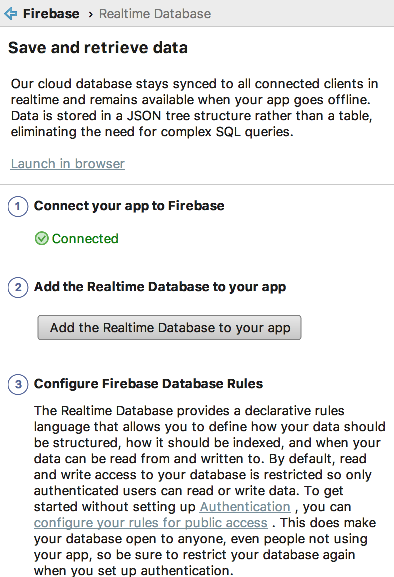 Firebase › Realtime Database
Save and retrieve data
Our cloud database stays synced to all connected clients in
realtime and remains available when your app goes offline.
Data is stored in a JSON tree structure rather than a table,
eliminating the need for complex SQL queries.
Launch in browser
1 Connect your app to Firebase
Connected
2 Add the Realtime Database to your app
Add the Realtime Database to your app
3 Configure Firebase Database Rules
The Realtime Database provides a declarative rules
language that allows you to define how your data should
be structured, how it should be indexed, and when your
data can be read from and written to. By default, read
and write access to your database is restricted so only
authenticated users can read or write data. To get
started without setting up Authentication , you can
configure your rules for public access . This does make
your database open to anyone, even people not using
your app, so be sure to restrict your database again
when you set up authentication.